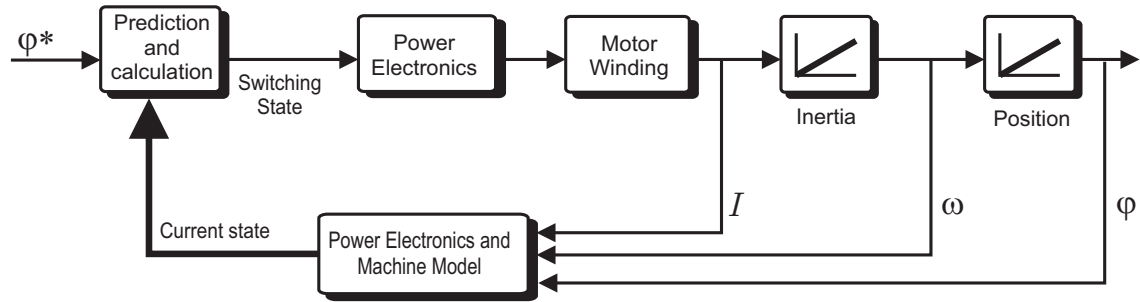 φ*
Prediction
and
calculation
Switching
State
Power
Electronics
Motor
Winding
Inertia
Position
I
ω
φ
Current state
Power Electronics and
Machine Model